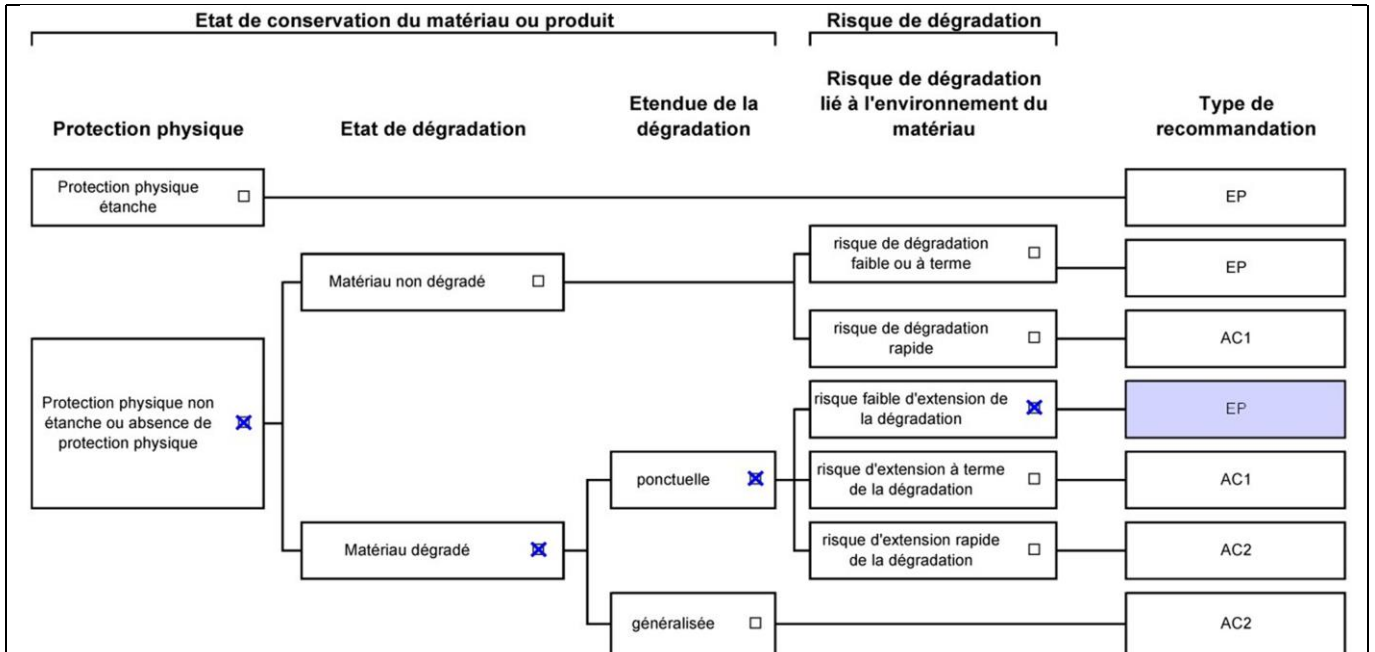 Etat de conservation du matériau ou produit
Risque de dégradation
Protection physique
Etat de dégradation
Etendue de la
dégradation
Risque de dégradation
lié à l'environnement du
matériau
Type de
recommandation
Protection physique
étanche
EP
Matériau non dégradé
risque de dégradation
faible ou à terme
EP
risque de dégradation
rapide
AC1
Protection physique non
étanche ou absence de
protection physique
risque faible d'extension de
la dégradation
EP
ponctuelle
risque d'extension à terme
de la dégradation
AC1
Matériau dégradé
risque d'extension rapide
de la dégradation
AC2
généralisée
AC2